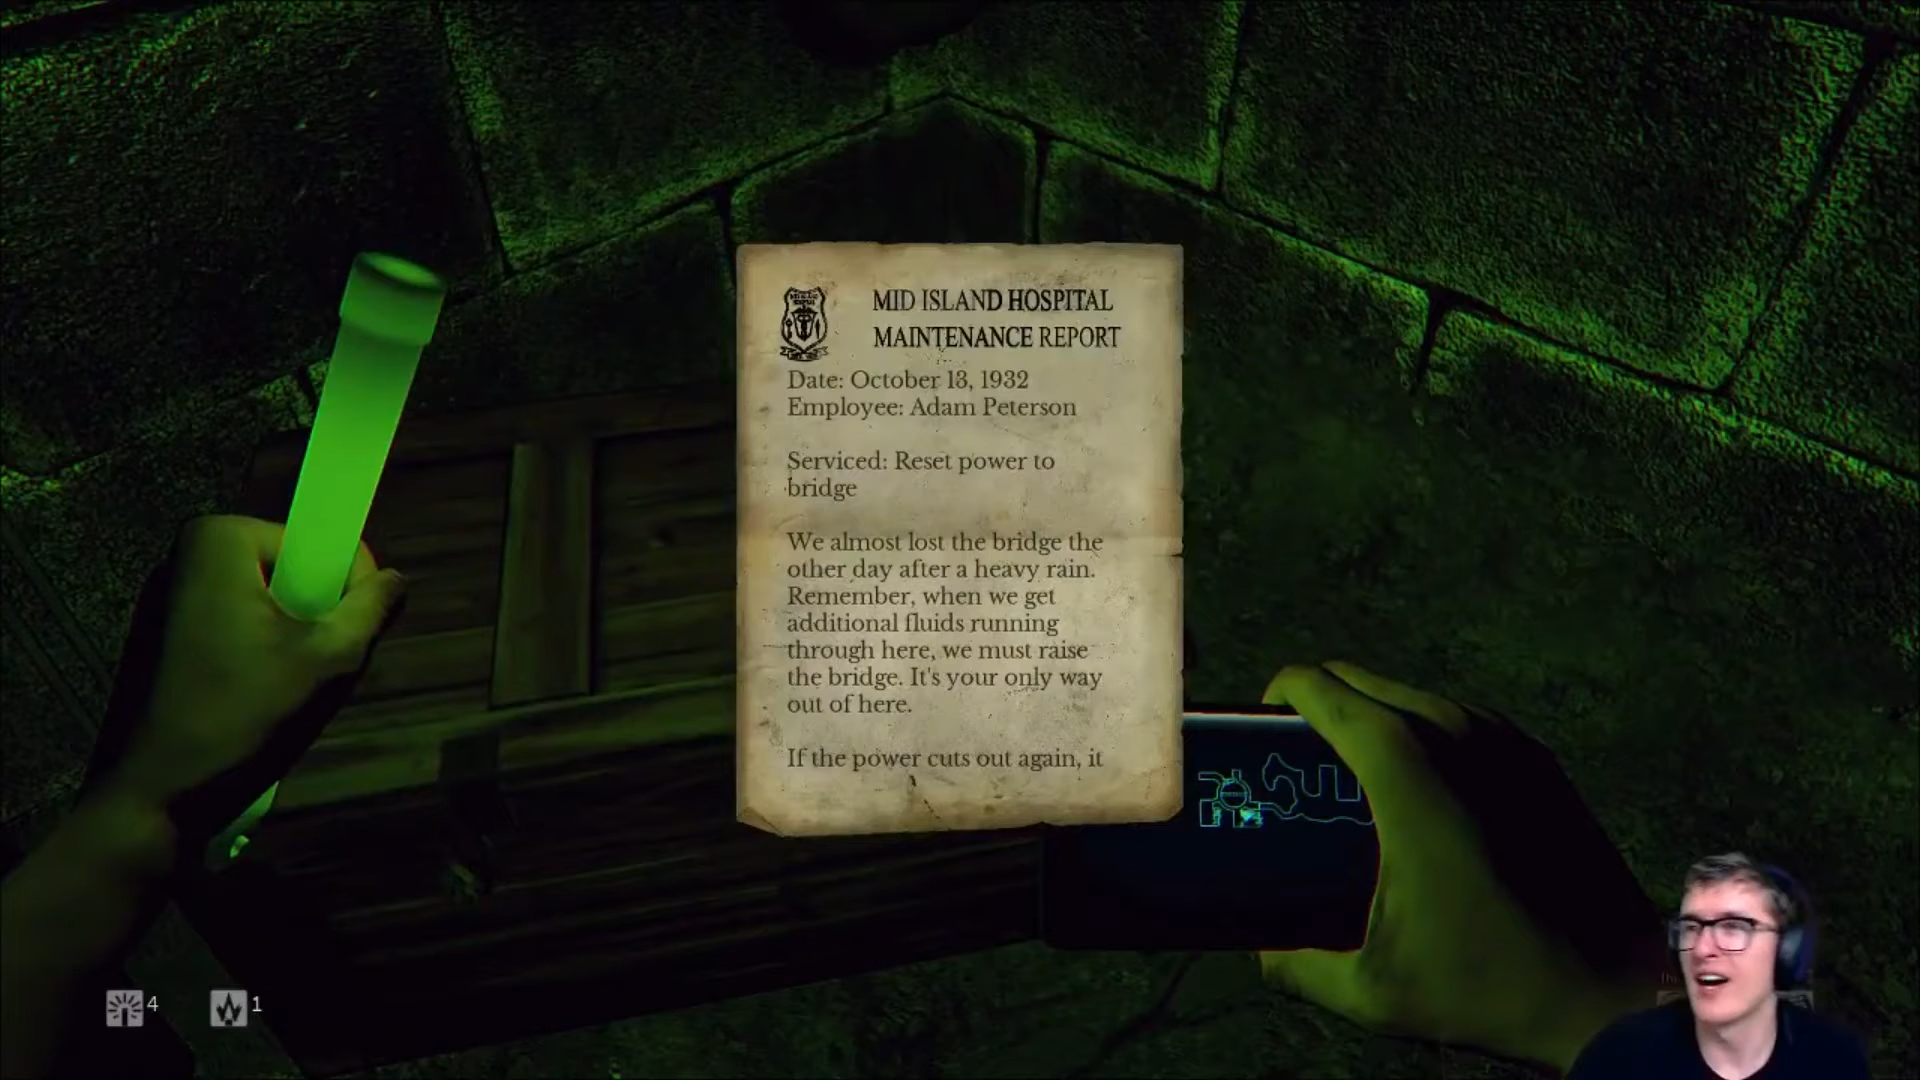 MID ISLAND HOSPITAL
MAINTENANCE REPORT
Date: October 13, 1932
Employee: Adam Peterson
Serviced: Reset power to
bridge
We almost lost the bridge the
other day after a heavy rain.
Remember, when we get
additional fluids running
through here, we must raise
the bridge. It's your only way
out of here.
If the power cuts out again, it
4
1